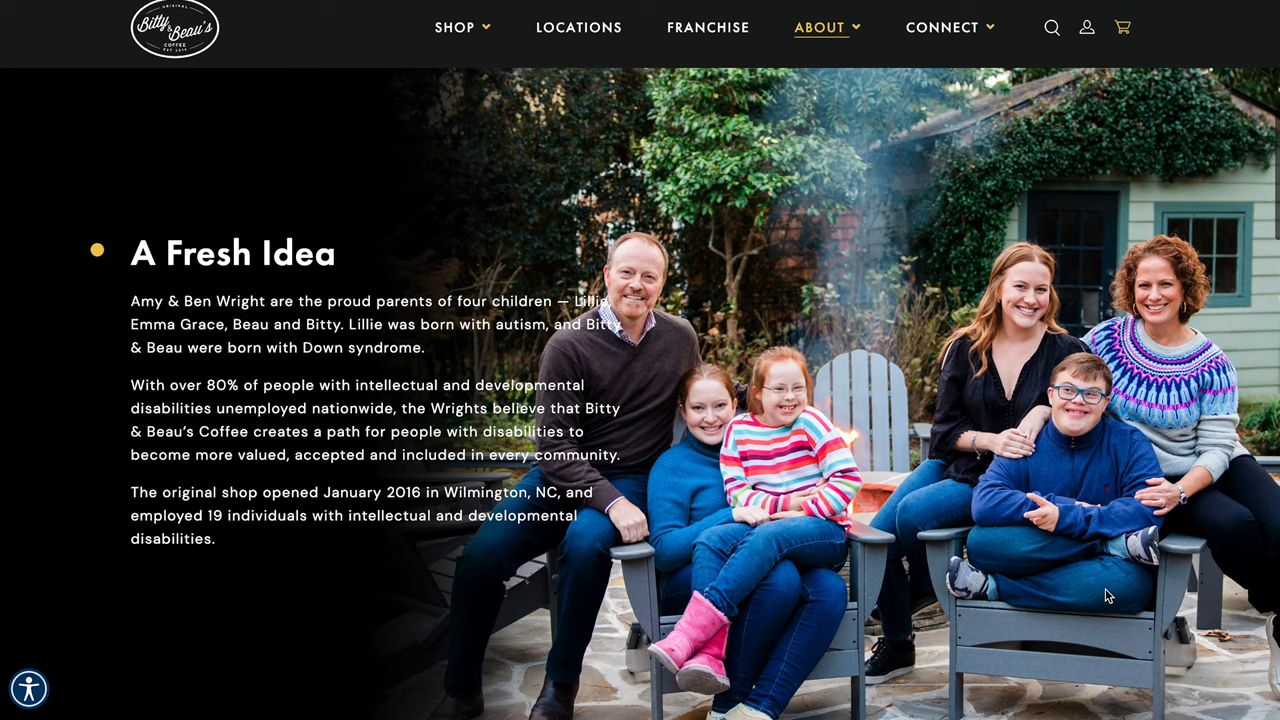 ORIGINAL
Bitty & Beau's
COFFEE
EST 2016
SHOP
LOCATIONS
FRANCHISE
ABOUT
CONNECT
A Fresh Idea
Amy & Ben Wright are the proud parents of four children — Lillie,
Emma Grace, Beau and Bitty. Lillie was born with autism, and Bitty
& Beau were born with Down syndrome.
With over 80% of people with intellectual and developmental
disabilities unemployed nationwide, the Wrights believe that Bitty
& Beau’s Coffee creates a path for people with disabilities to
become more valued, accepted and included in every community.
The original shop opened January 2016 in Wilmington, NC, and
employed 19 individuals with intellectual and developmental
disabilities.